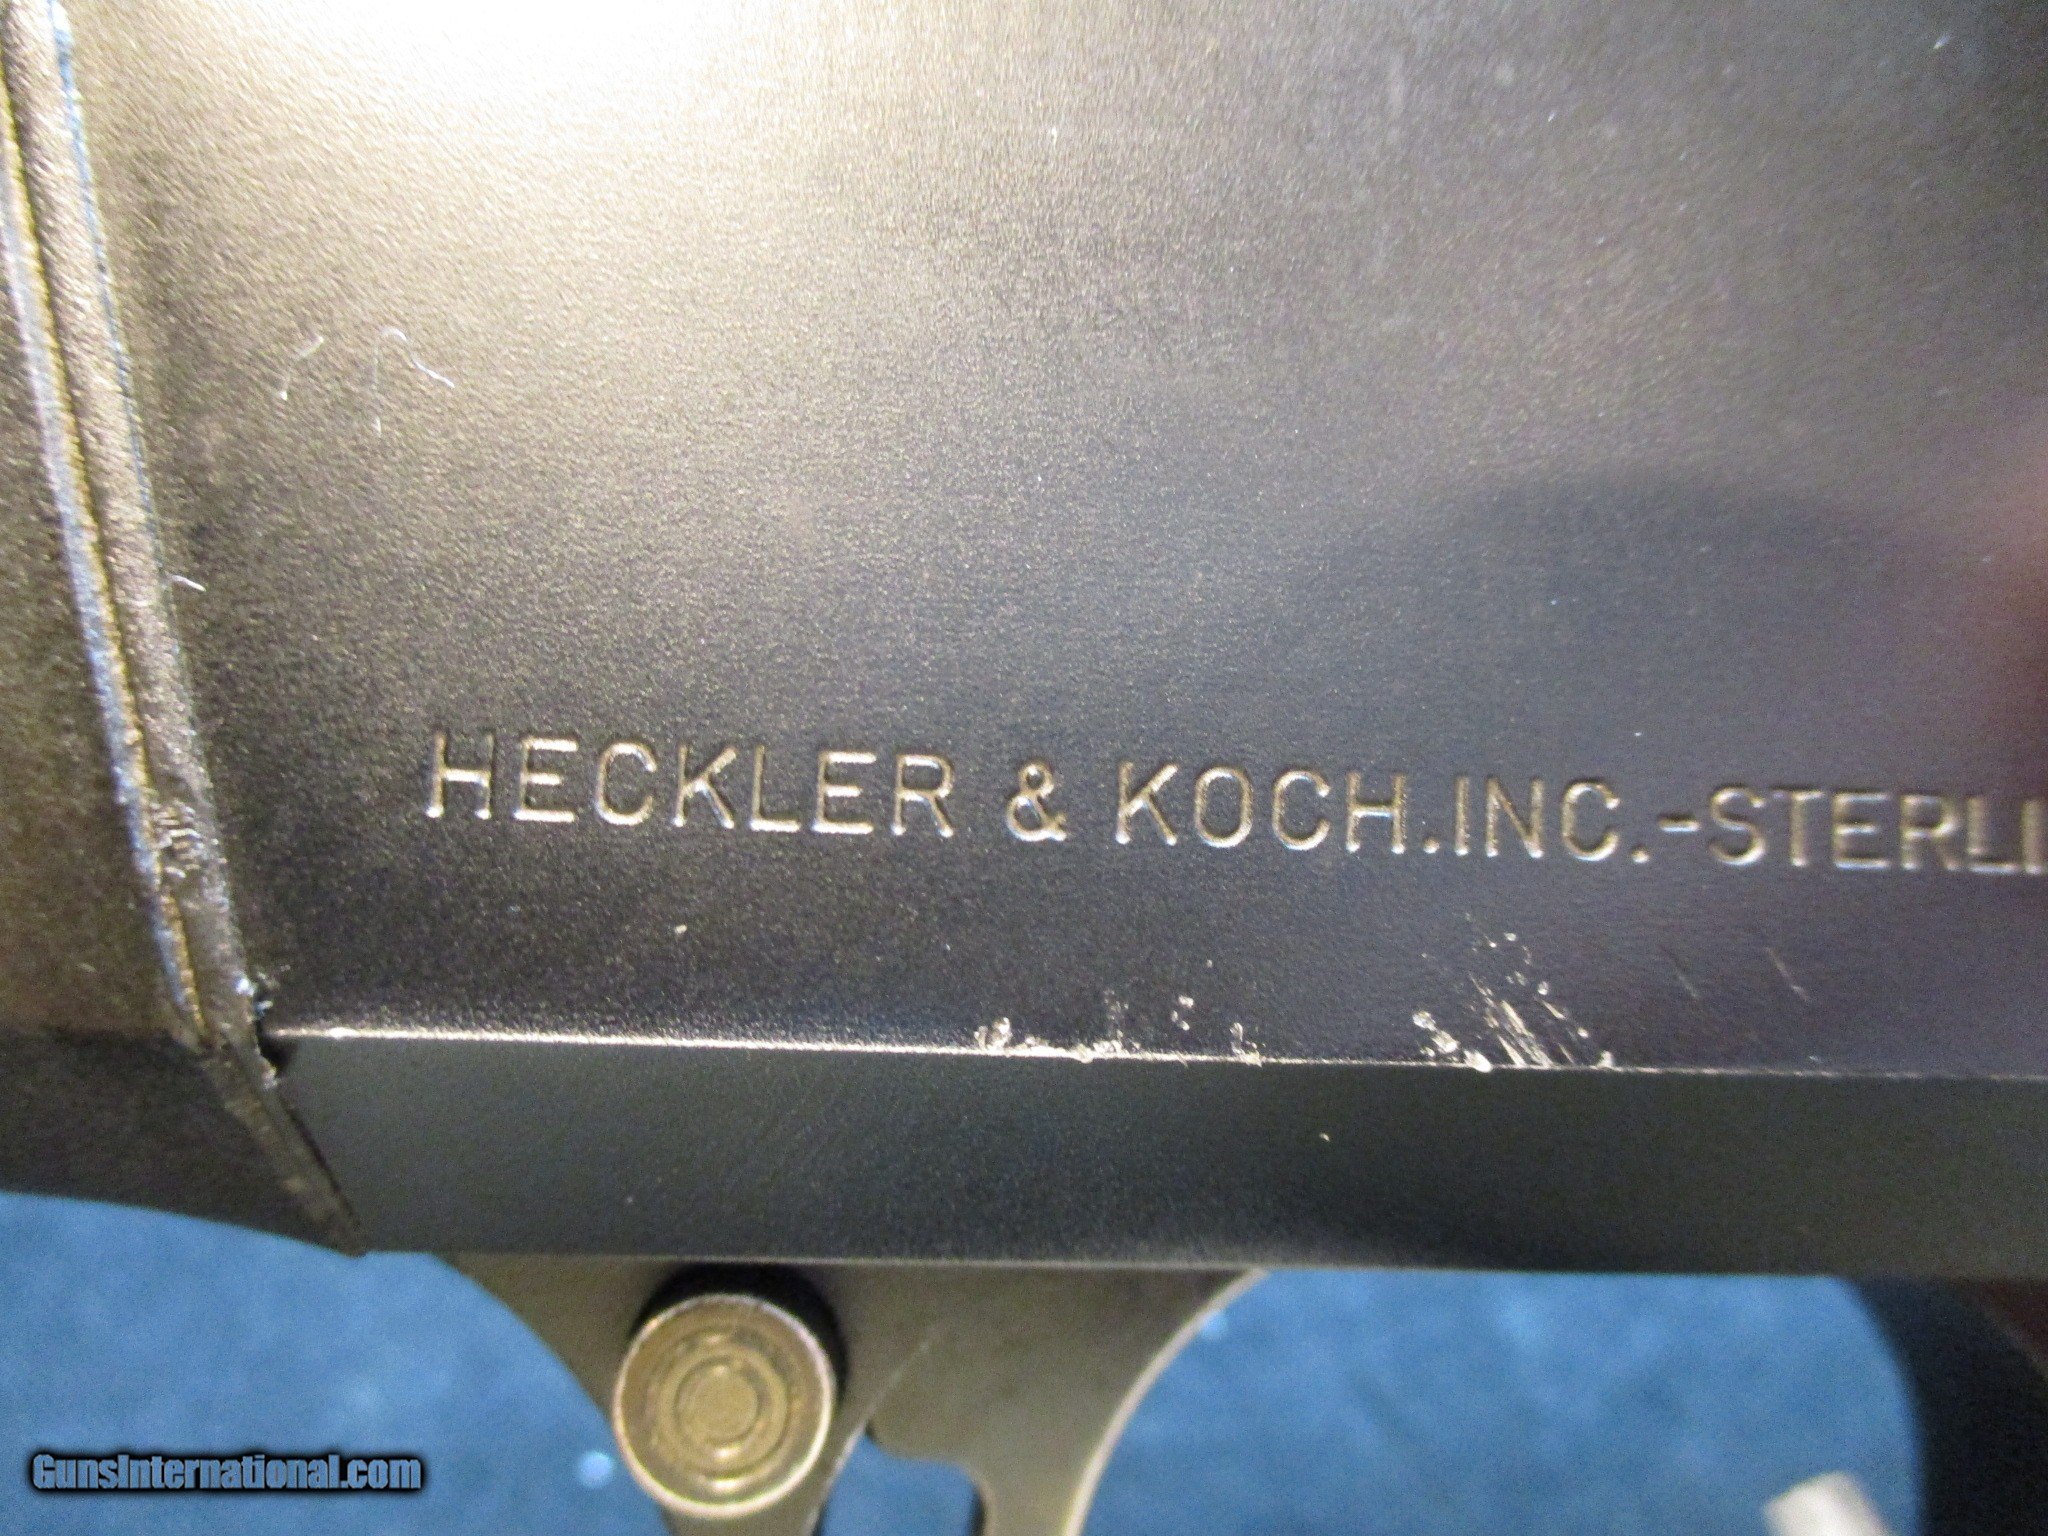 HECKLER & KOCH.INC.-STERLI
GunsInternational.com